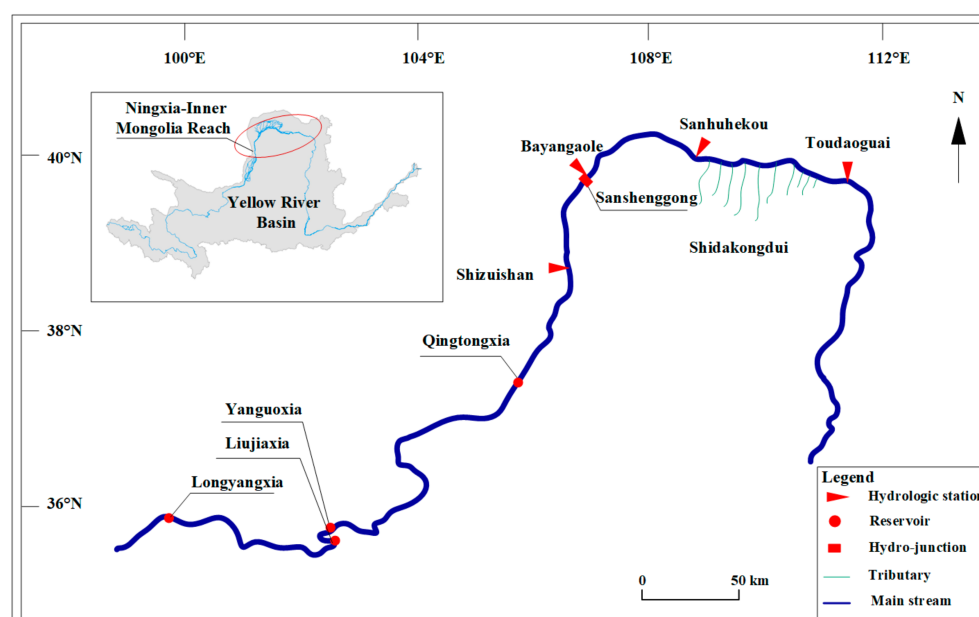 100°E
104°E
108°E
112°E
40°N
38°N
36°N
N
Ningxia-Inner
Mongolia Reach
Yellow River
Basin
Sanhuhekou
Bayangaole
Toudaoguai
Sanshenggong
Shidakongdui
Shizuishan
Qingtongxia
Yanguoxia
Liujiaxia
Longyangxia
Legend
Hydrologic station
Reservoir
Hydro-junction
Tributary
Main stream
0 50 km